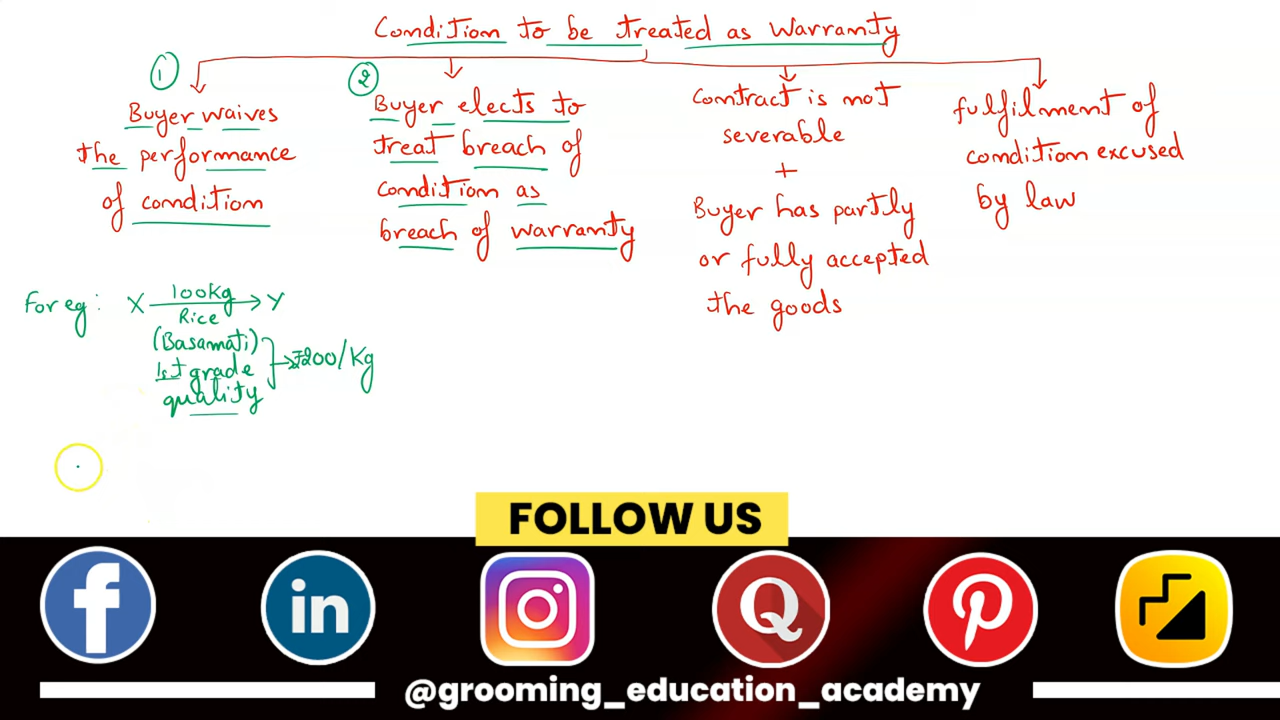 Condition to be treated as Warranty
①
Buyer waives
the performance
of condition
②
Buyer elects to
treat breach of
condition as
breach of warranty
Contract is not
severable
+
Buyer has partly
or fully accepted
the goods
fulfilment of
condition excused
by law
For eg: X 100Kg Y
Rice
(Basamati)
1st grade
quality
₹200/Kg
FOLLOW US
f
in
Q
P
@grooming_education_academy